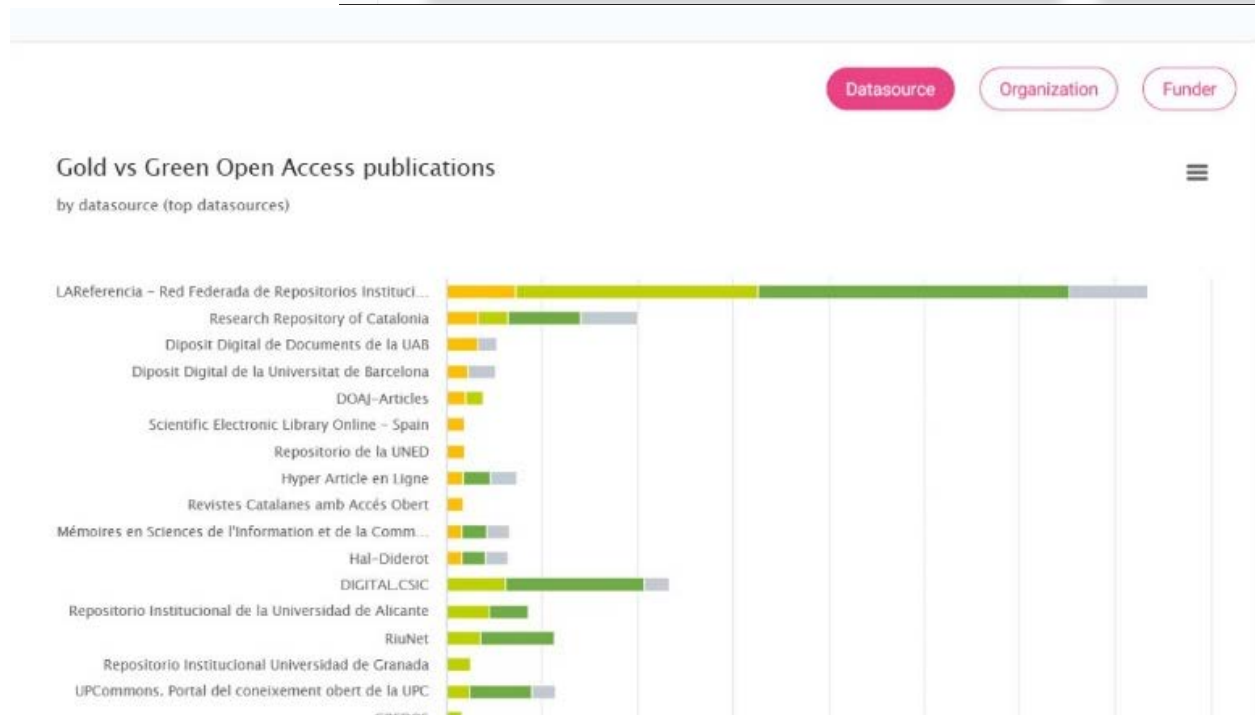 Datasource
Organization
Funder
Gold vs Green Open Access publications
by datasource (top datasources)
LAReferencia - Red Federada de Repositorios Instituci...
Research Repository of Catalonia
Diposit Digital de Documents de la UAB
Diposit Digital de la Universitat de Barcelona
DOAJ-Articles
Scientific Electronic Library Online - Spain
Repositorio de la UNED
Hyper Article en Ligne
Revistes Catalanes amb Accés Obert
Mémoires en Sciences de l'Information et de la Comm...
Hal-Diderot
DIGITAL.CSIC
Repositorio Institucional de la Universidad de Alicante
RiuNet
Repositorio Institucional Universidad de Granada
UPCommons. Portal del coneixement obert de la UPC